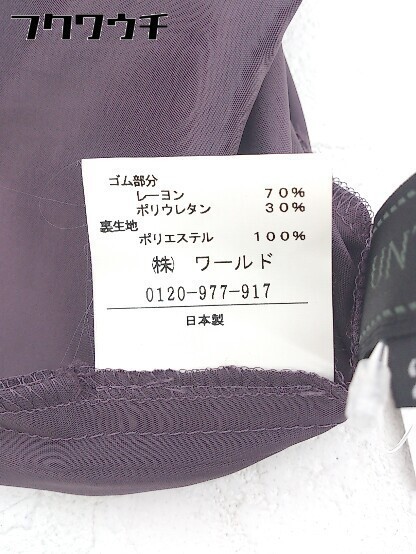 フクワウチ
ゴム部分
レーヨン 70%
ポリウレタン 30%
裏生地
ポリエステル 100%
㈱ ワールド
0120-977-917
日本製